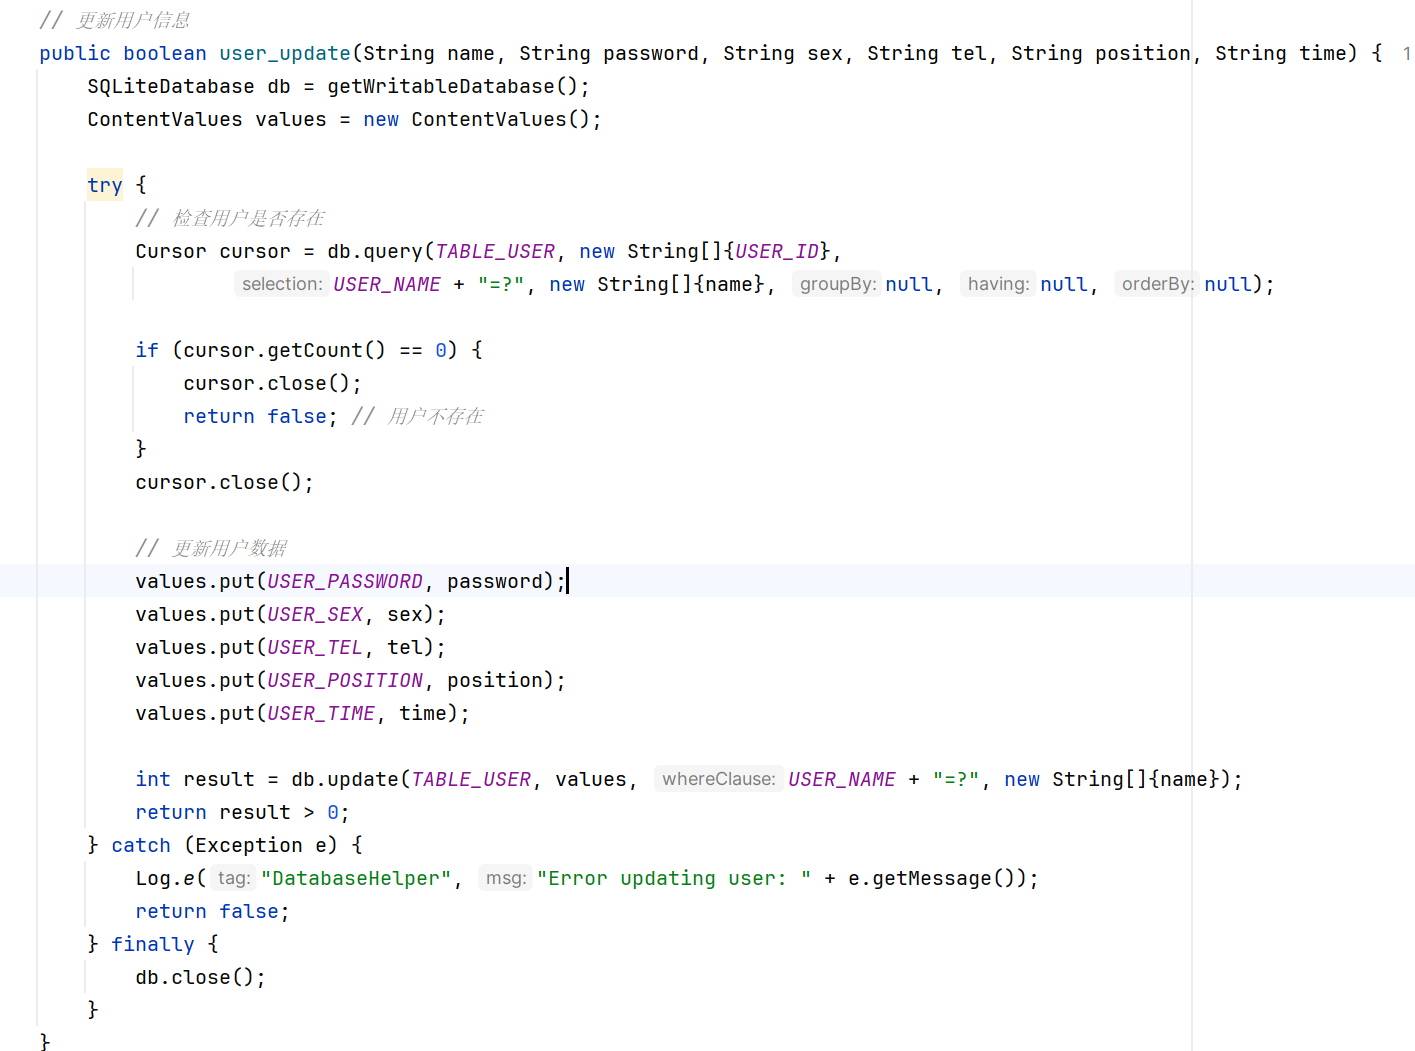 // 更新用户信息
public boolean user_update(String name, String password, String sex, String tel, String position, String time) { 1
SQLiteDatabase db = getWritableDatabase();
ContentValues values = new ContentValues();
try {
// 检查用户是否存在
Cursor cursor = db.query(TABLE_USER, new String[]{USER_ID},
selection: USER_NAME + "=?", new String[]{name}, groupBy: null, having: null, orderBy: null);
if (cursor.getCount() == 0) {
cursor.close();
return false; // 用户不存在
}
cursor.close();
// 更新用户数据
values.put(USER_PASSWORD, password);
values.put(USER_SEX, sex);
values.put(USER_TEL, tel);
values.put(USER_POSITION, position);
values.put(USER_TIME, time);
int result = db.update(TABLE_USER, values, whereClause: USER_NAME + "=?", new String[]{name});
return result > 0;
} catch (Exception e) {
Log.e( tag: "DatabaseHelper", msg: "Error updating user: " + e.getMessage());
return false;
} finally {
db.close();
}
}